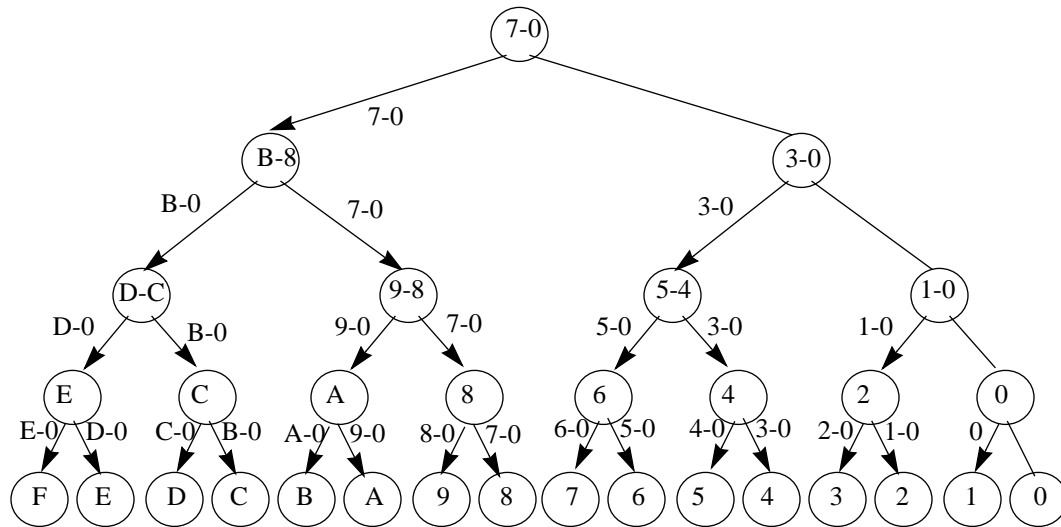 7-0
7-0
B-8 3-0
B-0 7-0 3-0
D-C 9-8 5-4 1-0
D-0 B-0 9-0 7-0 5-0 3-0 1-0
E C A 8 6 4 2 0
E-0 D-0 C-0 B-0 A-0 9-0 8-0 7-0 6-0 5-0 4-0 3-0 2-0 1-0 0
F E D C B A 9 8 7 6 5 4 3 2 1 0